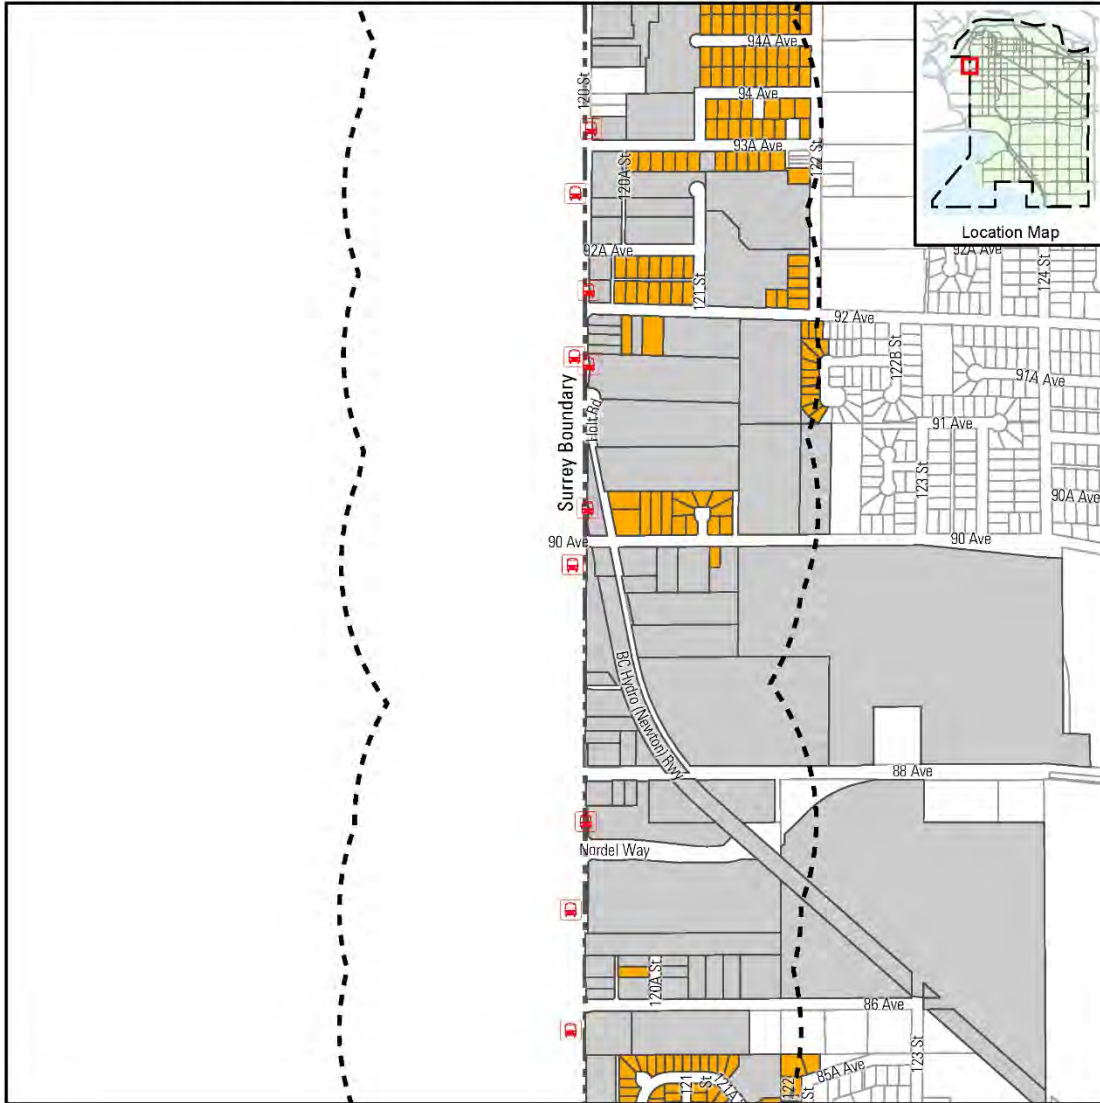 94A Ave
120 St
94 Ave
93A Ave
122 St
120A St
Location Map
92A Ave
92A Ave
121 St
124 St
92 Ave
122B St
91A Ave
Holt Rd
Surrey Boundary
91 Ave
123 St
90A Ave
90 Ave
90 Ave
BC Hydro (Newton) Rwy
88 Ave
Nordel Way
120A St.
86 Ave
123 St
85A Ave
121
St
121A
122
St